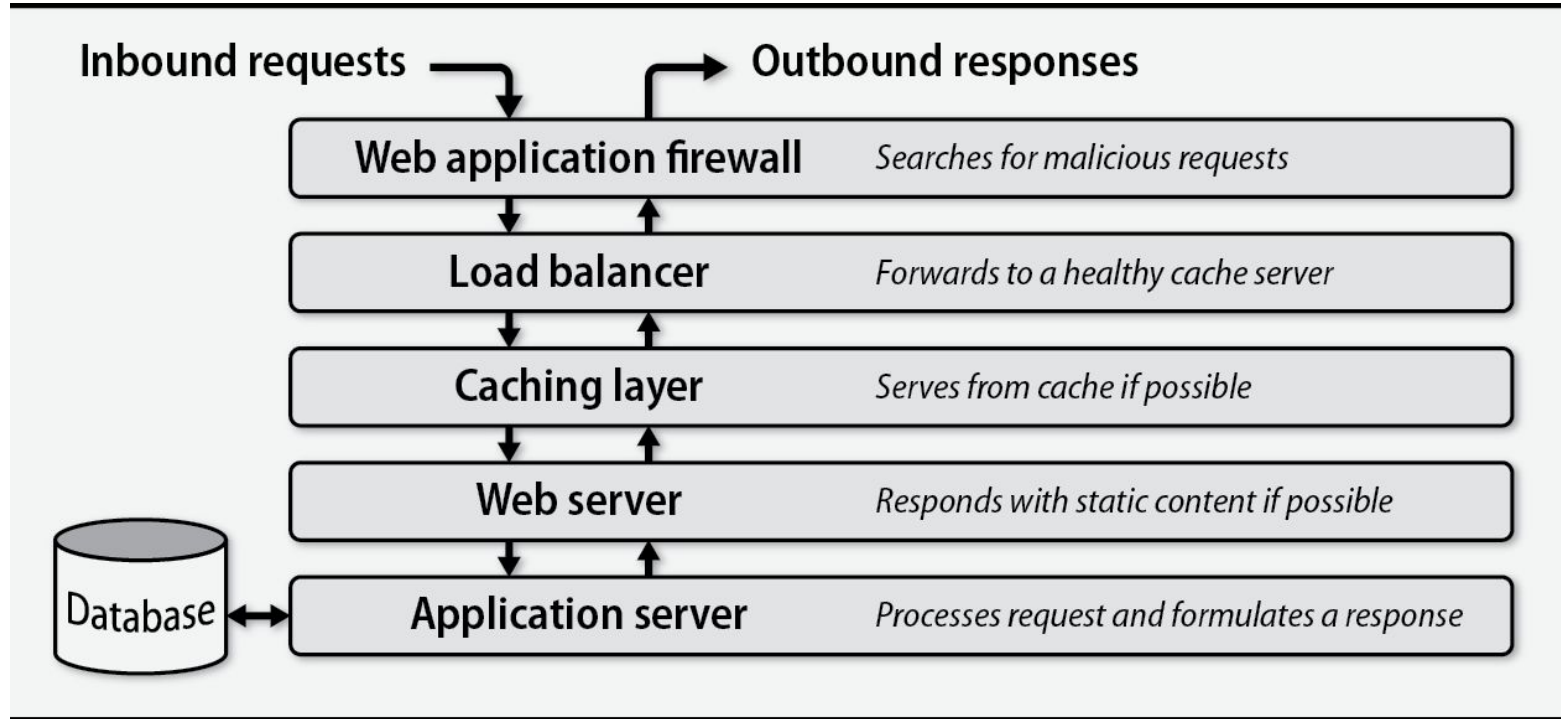 Inbound requests
Outbound responses
Web application firewall
Searches for malicious requests
Load balancer
Forwards to a healthy cache server
Caching layer
Serves from cache if possible
Web server
Responds with static content if possible
Database
Application server
Processes request and formulates a response